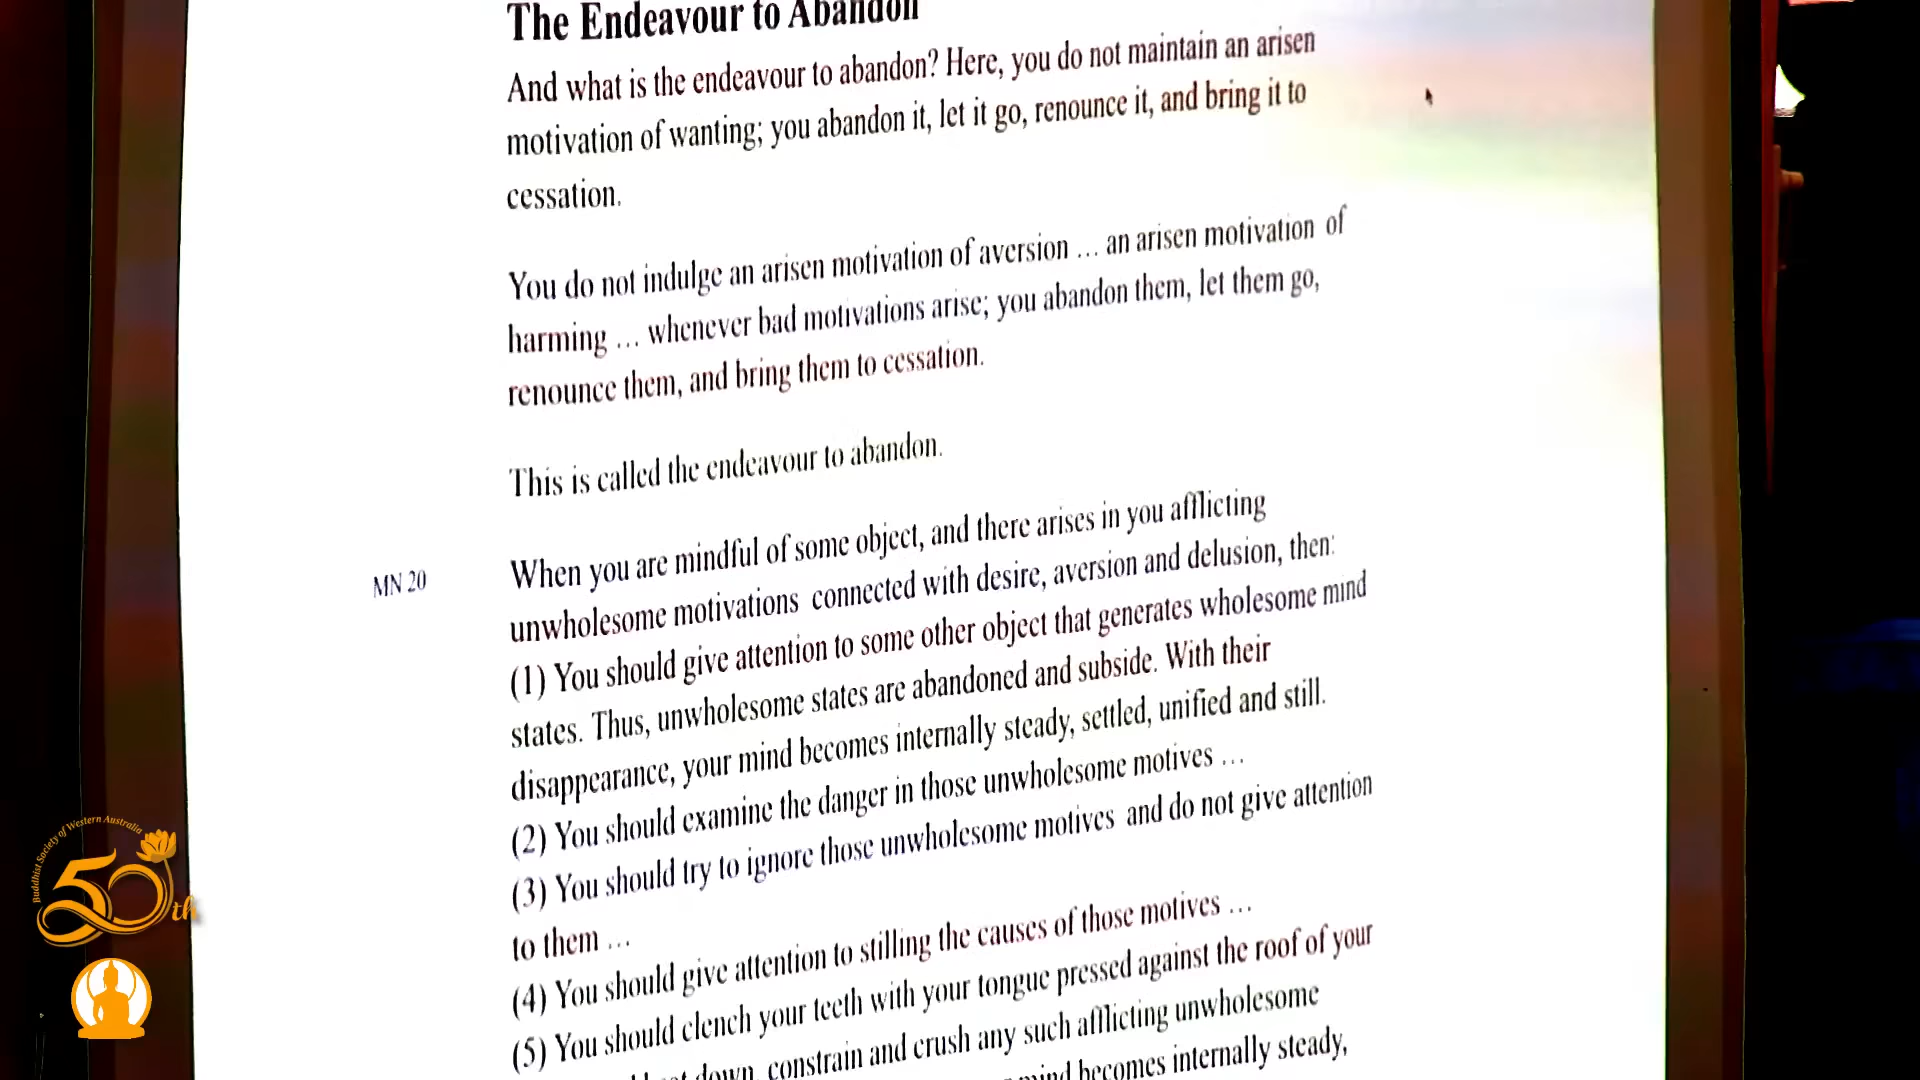 The Endeavour to Abandon
And what is the endeavour to abandon? Here, you do not maintain an arisen
motivation of wanting; you abandon it, let it go, renounce it, and bring it to
cessation.
You do not indulge an arisen motivation of aversion … an arisen motivation of
harming … whenever bad motivations arise; you abandon them, let them go,
renounce them, and bring them to cessation.
This is called the endeavour to abandon.
MN 20
When you are mindful of some object, and there arises in you afflicting
unwholesome motivations connected with desire, aversion and delusion, then:
(1) You should give attention to some other object that generates wholesome mind
states. Thus, unwholesome states are abandoned and subside. With their
disappearance, your mind becomes internally steady, settled, unified and still.
(2) You should examine the danger in those unwholesome motives …
(3) You should try to ignore those unwholesome motives and do not give attention
to them …
(4) You should give attention to stilling the causes of those motives …
(5) You should clench your teeth with your tongue pressed against the roof of your
down, constrain and crush any such afflicting unwholesome
mind becomes internally steady,
Buddhist Society of Western Australia
50th